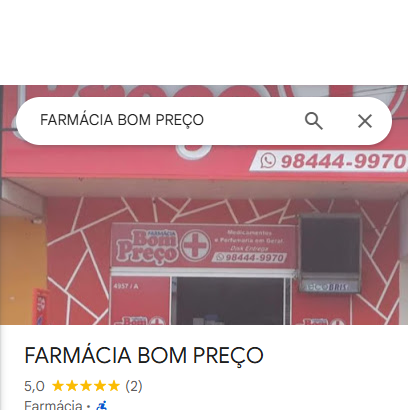 FARMÁCIA BOM PREÇO
98444-9970
FARMÁCIA
Bom
Preço
Medicamentos
e Perfumaria em Geral
Disk Entrega
98444-9970
4957 / A
FARMÁCIA BOM PREÇO
5,0 (2)
Farmácia ·